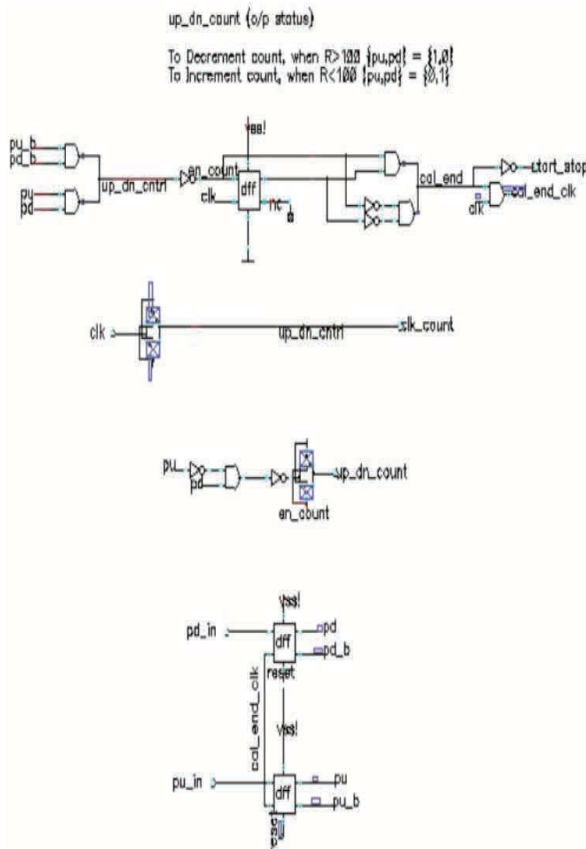 up_dn_count (o/p status)
To Decrement count, when R>100 {pu,pd} = {1,0}
To Increment count, when R<100 {pu,pd} = {0,1}
vss!
pu_b
pd_b
up_dn_cntrl
en_count
dff
clk
nc
pu
pd
cal_end
start_stop
cal_end_clk
clk
clk
up_dn_cntrl
clk_count
pu
pd
up_dn_count
en_count
vss!
pd_in
dff
pd
pd_b
reset
cal_end_clk
vss!
pu_in
dff
pu
pu_b